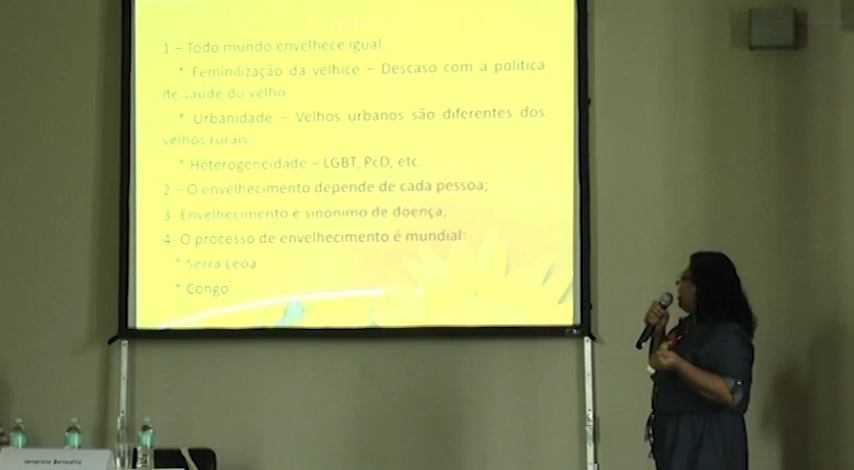 1 – Todo mundo envelhece igual:
* Feminilização da velhice – Descaso com a política
de saúde do velho;
* Urbanidade – Velhos urbanos são diferentes dos
velhos rurais
* Heterogeneidade – LGBT, PcD, etc.
2 – O envelhecimento depende de cada pessoa;
3- Envelhecimento é sinônimo de doença;
4- O processo de envelhecimento é mundial:
* Serra Leoa
* Congo
Benedito